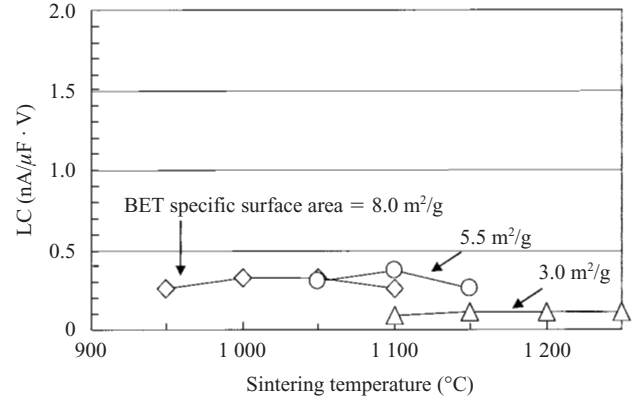 2.0
1.5
1.0
0.5
0
LC (nA/μF · V)
BET specific surface area = 8.0 m²/g
5.5 m²/g
3.0 m²/g
900
1 000
1 100
1 200
Sintering temperature (°C)